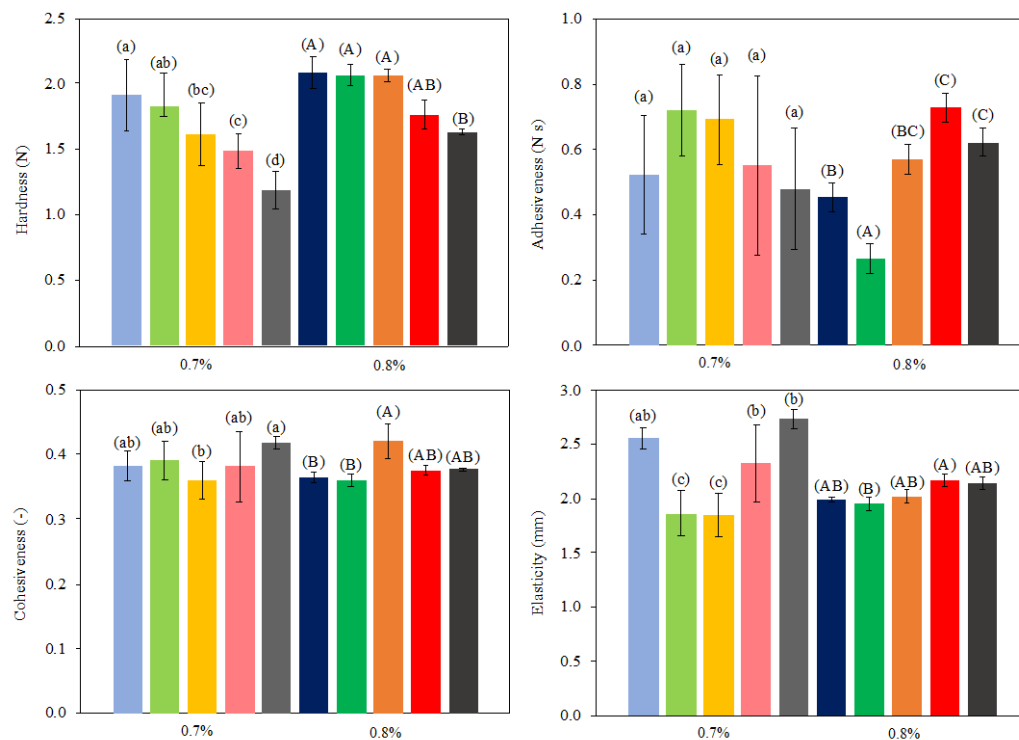 2.5
2.0
1.5
1.0
0.5
0.0
Hardness (N)
(a)
(ab)
(bc)
(c)
(d)
(A)
(A)
(A)
(AB)
(B)
0.7%
0.8%
1.0
0.8
0.6
0.4
0.2
0.0
Adhesiveness (N s)
(a)
(a)
(a)
(a)
(a)
(B)
(A)
(BC)
(C)
(C)
0.7%
0.8%
0.5
0.4
0.3
0.2
0.1
0.0
Cohesiveness (-)
(ab)
(ab)
(b)
(ab)
(a)
(B)
(B)
(A)
(AB)
(AB)
0.7%
0.8%
3.0
2.5
2.0
1.5
1.0
0.5
0.0
Elasticity (mm)
(ab)
(c)
(c)
(b)
(b)
(AB)
(B)
(AB)
(A)
(AB)
0.7%
0.8%